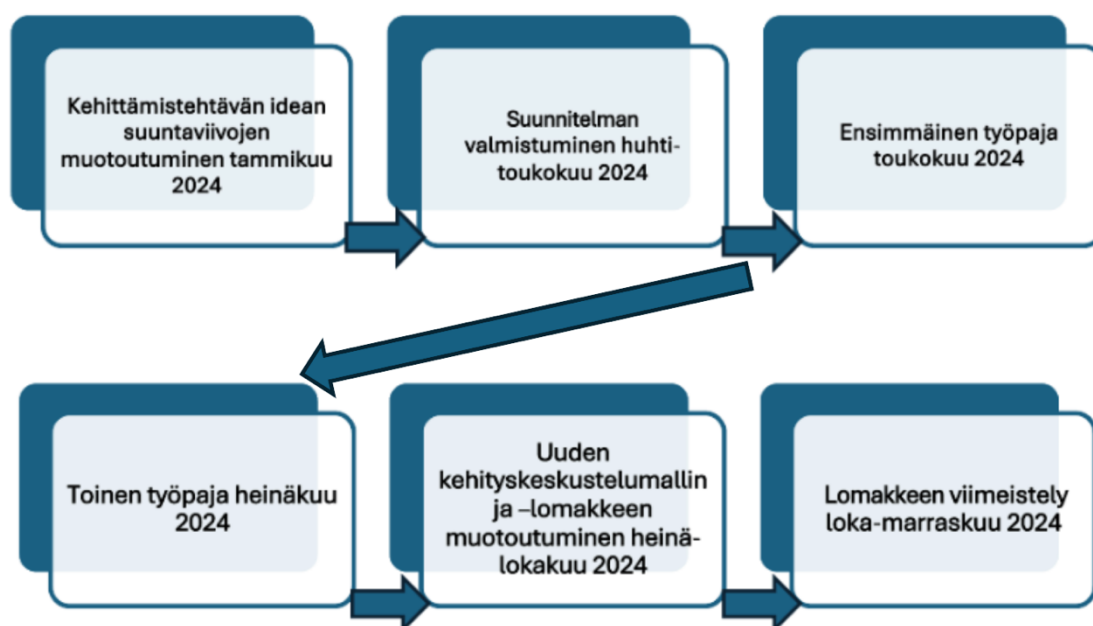 Kehittämistehtävän idean
suuntaviivojen
muotoutuminen tammikuu
2024
Suunnitelman
valmistuminen huhti-
toukokuu 2024
Ensimmäinen työpaja
toukokuu 2024
Toinen työpaja heinäkuu
2024
Uuden
kehityskeskustelumallin
ja –lomakkeen
muotoutuminen heinä-
lokakuu 2024
Lomakkeen viimeistely
loka-marraskuu 2024